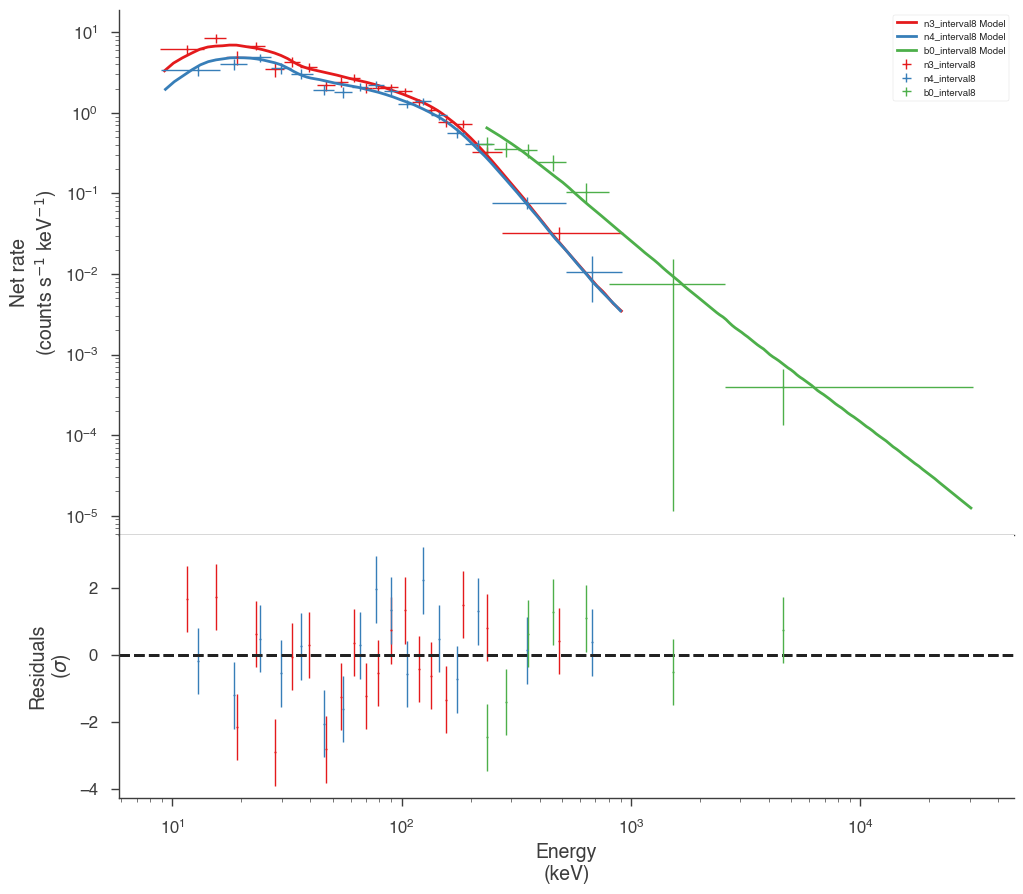 n3_interval8 Model
n4_interval8 Model
b0_interval8 Model
n3_interval8
n4_interval8
b0_interval8
Net rate
(counts s⁻¹ keV⁻¹)
10¹
10⁰
10⁻¹
10⁻²
10⁻³
10⁻⁴
10⁻⁵
Residuals
(σ)
2
0
−2
−4
10¹
10²
10³
10⁴
Energy
(keV)